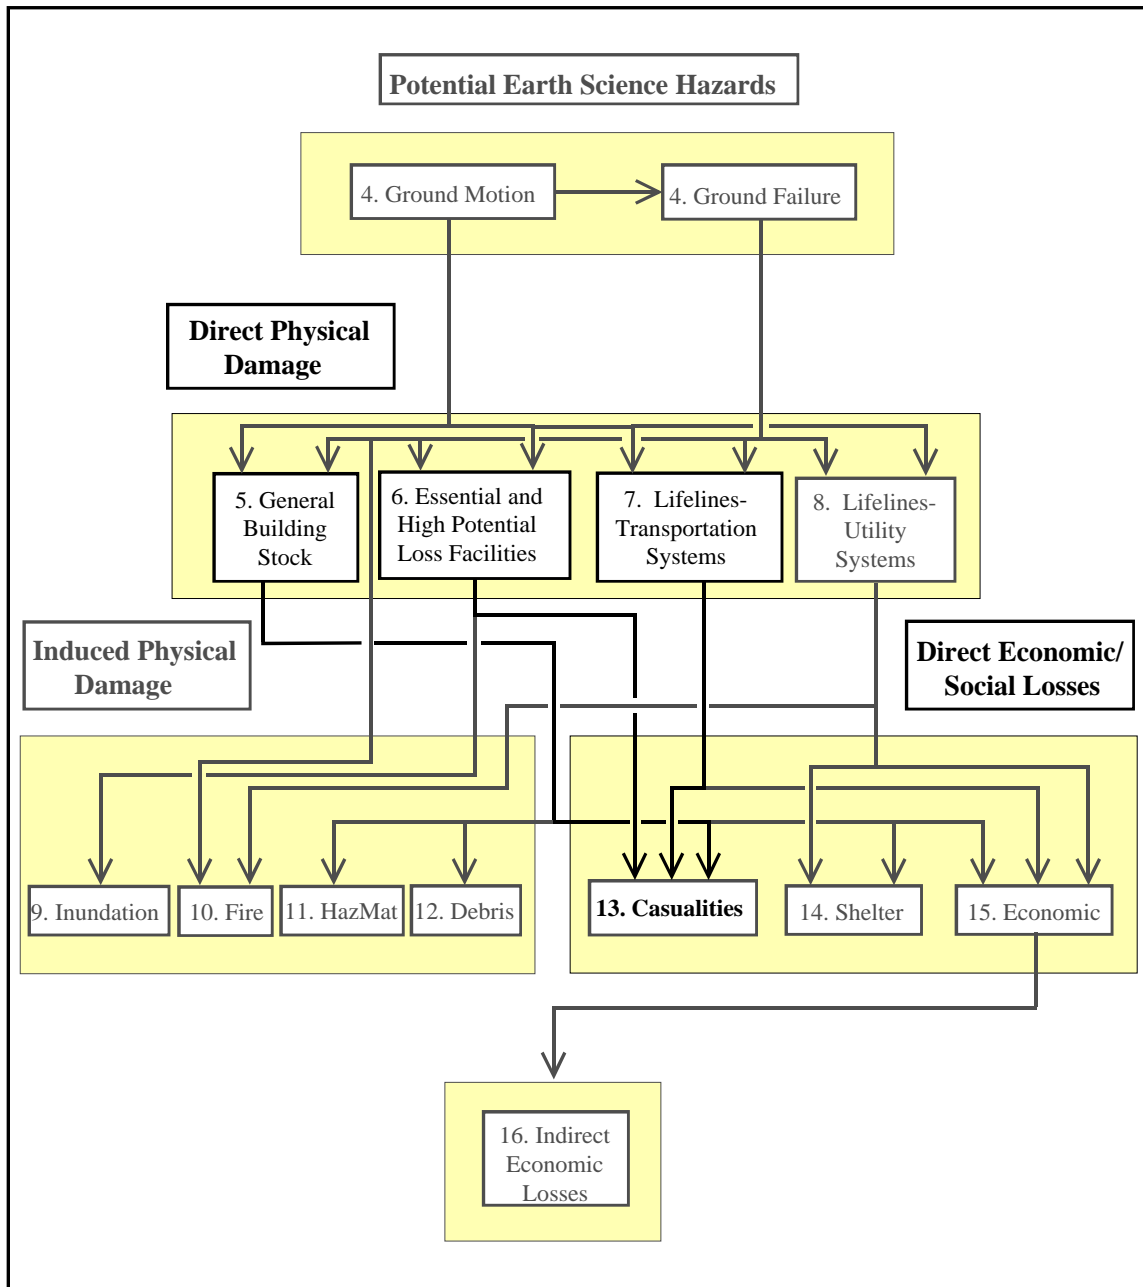 Potential Earth Science Hazards
4. Ground Motion
4. Ground Failure
Direct Physical
Damage
5. General
Building
Stock
6. Essential and
High Potential
Loss Facilities
7. Lifelines-
Transportation
Systems
8. Lifelines-
Utility
Systems
Induced Physical
Damage
Direct Economic/
Social Losses
9. Inundation
10. Fire
11. HazMat
12. Debris
13. Casualities
14. Shelter
15. Economic
16. Indirect
Economic
Losses